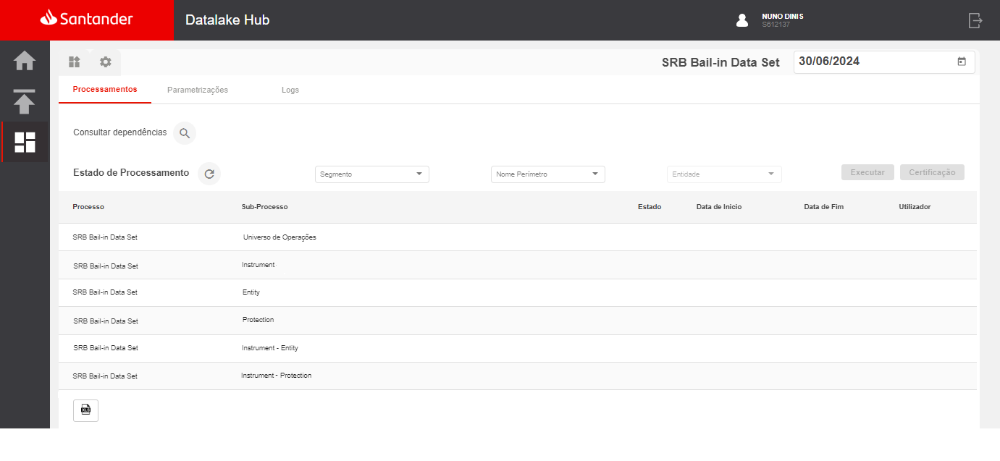 Santander
Datalake Hub
NUNO DINIS
S612137
SRB Bail-in Data Set
30/06/2024
Processamentos
Parametrizações
Logs
Consultar dependências
Estado de Processamento
Segmento
Nome Perímetro
Entidade
Executar
Certificação
Processo Sub-Processo Estado Data de Inicio Data de Fim Utilizador
SRB Bail-in Data Set Universo de Operações
SRB Bail-in Data Set Instrument
SRB Bail-in Data Set Entity
SRB Bail-in Data Set Protection
SRB Bail-in Data Set Instrument - Entity
SRB Bail-in Data Set Instrument - Protection
XLS